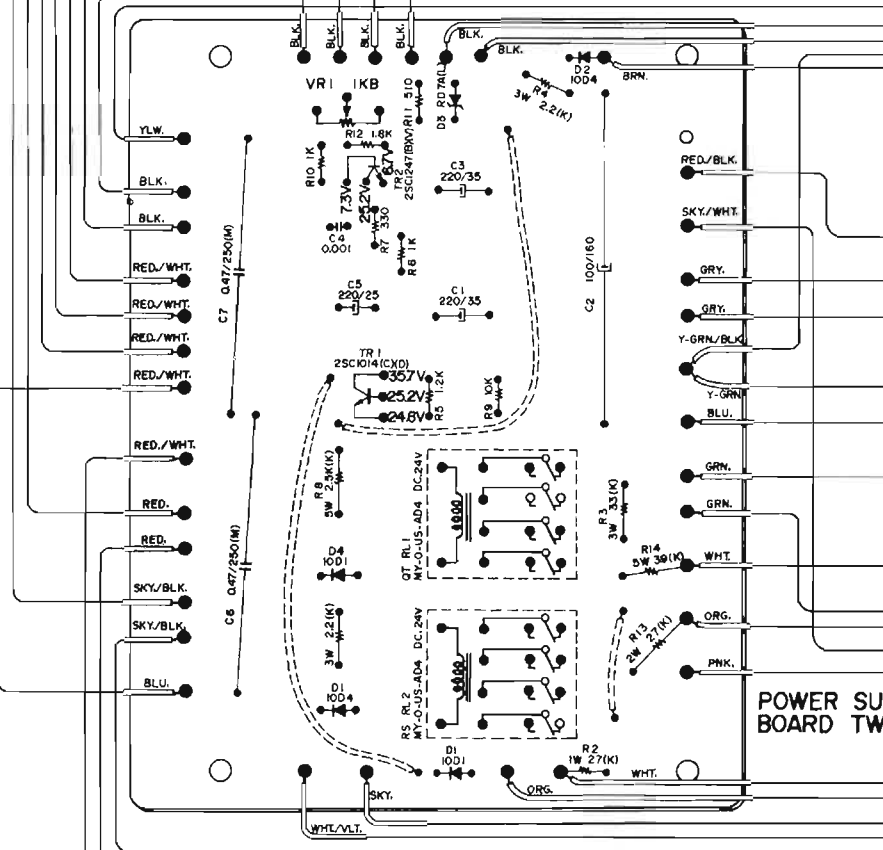 BLK.
BLK.
BLK.
BLK.
BLK.
BLK.
D2
10D4
BRN.
VR1 1KB
R11 510
D3 RD7A
R4
3W 2.2(K)
YLW.
R12 1.8K
R10 1K
6.7V
TR2
2SC1247(B)(V)
7.3V
25.2V
R7 330
C4
0.001
R6 1K
C3
220/35
RED./BLK.
BLK.
SKY./WHT.
BLK.
RED./WHT.
C7 0.47/250(M)
C2 100/160
GRY.
RED./WHT.
C5
220/25
C1
220/35
GRY.
RED./WHT.
Y-GRN/BLK.
TR1
2SC1014(C)(D)
35.7V
25.2V
24.8V
R5 1.2K
R9 10K
RED./WHT.
Y-GRN
BLU.
RED./WHT.
R8
5W 2.5K(K)
QT RL1
MY-O-US-AD4 DC.24V
R3
3W 33(K)
GRN.
RED.
GRN.
RED.
C6 0.47/250(M)
D4
10D1
R14
5W 39(K)
WHT.
SKY./BLK.
3W 2.2(K)
RS RL2
MY-O-US-AD4 DC.24V
R13
2W 27(K)
ORG.
SKY./BLK.
PNK.
BLU.
D1
10D4
POWER SU
BOARD TW
D1
10D1
R2
1W 27(K)
WHT.
SKY.
ORG.
WHT./VLT.